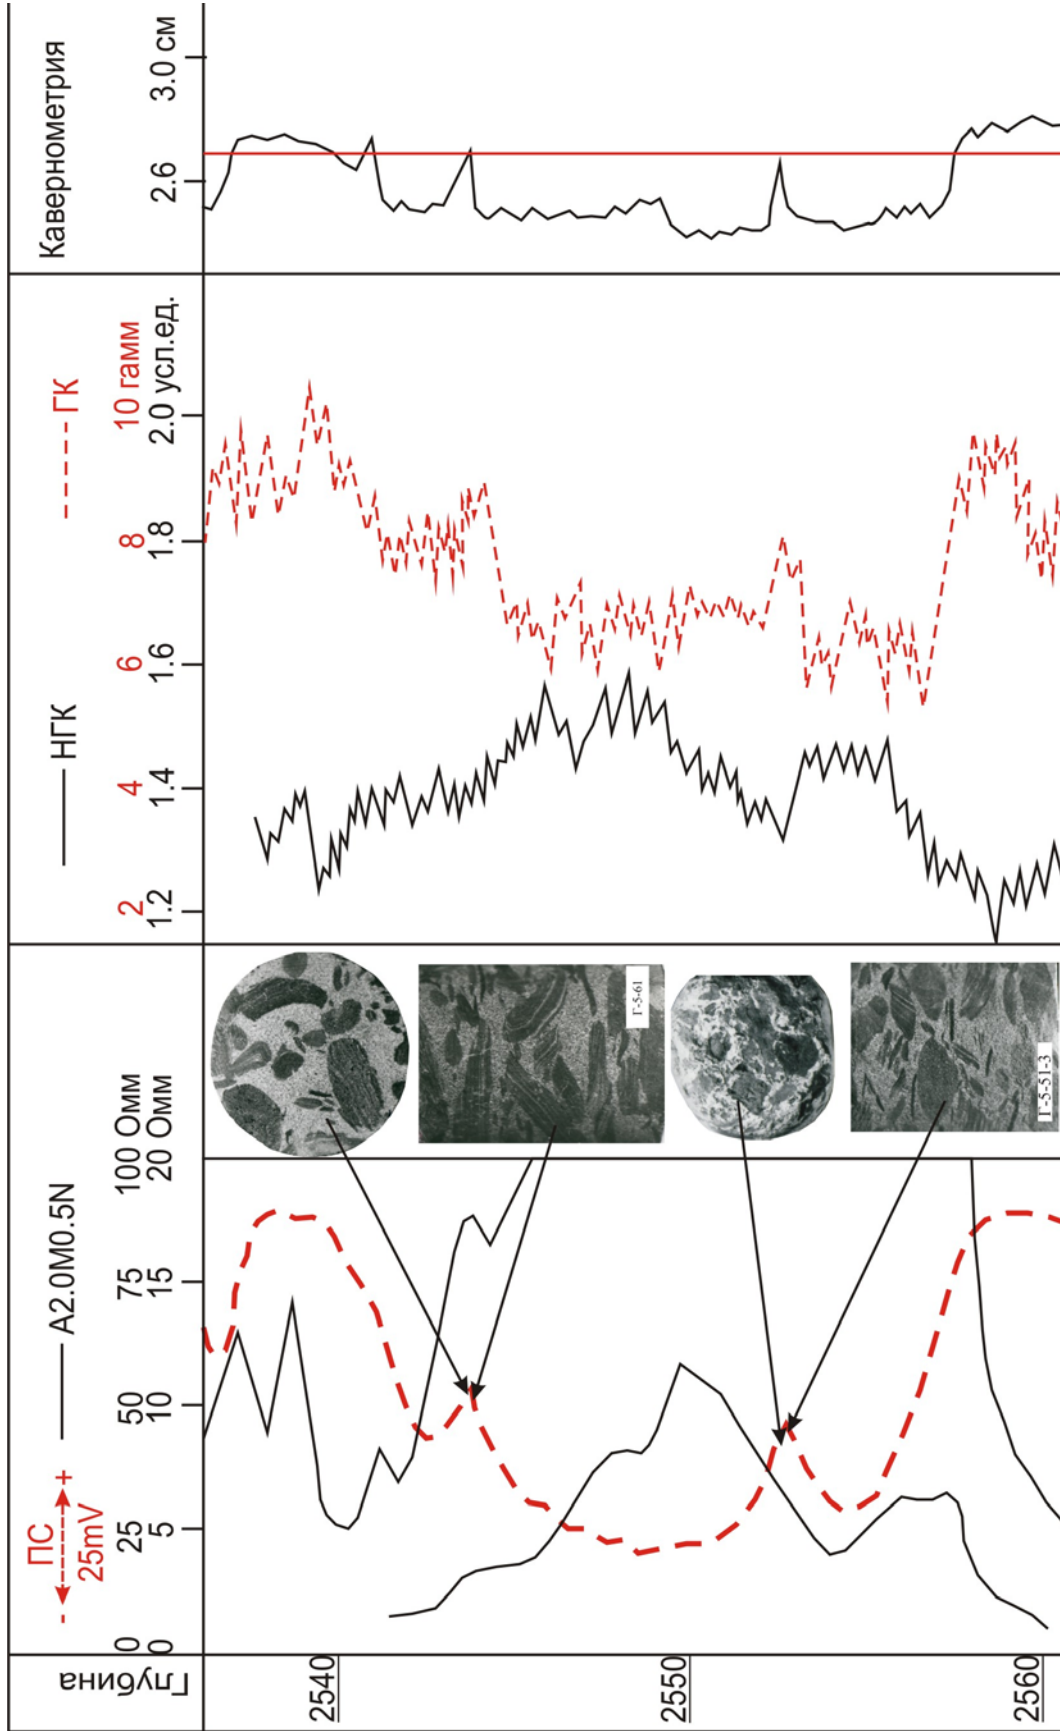 Глубина
- ПС +
25mV
A2.0M0.5N
0 25 50 75 100 Омм
0 5 10 15 20 Омм
НГК
ГК
2 4 6 8 10 гамм
1.2 1.4 1.6 1.8 2.0 усл.ед.
Кавернометрия
2.6 3.0 см
2540
2550
2560
Г-5-61
Г-5-51-3